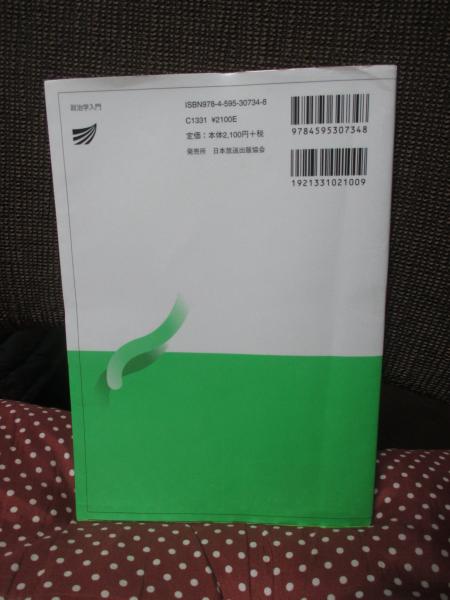 政治学入門
ISBN978-4-595-30734-8
C1331 ¥2100E
定価：本体2,100円＋税
発売所 日本放送出版協会
9784595307348
1921331021009